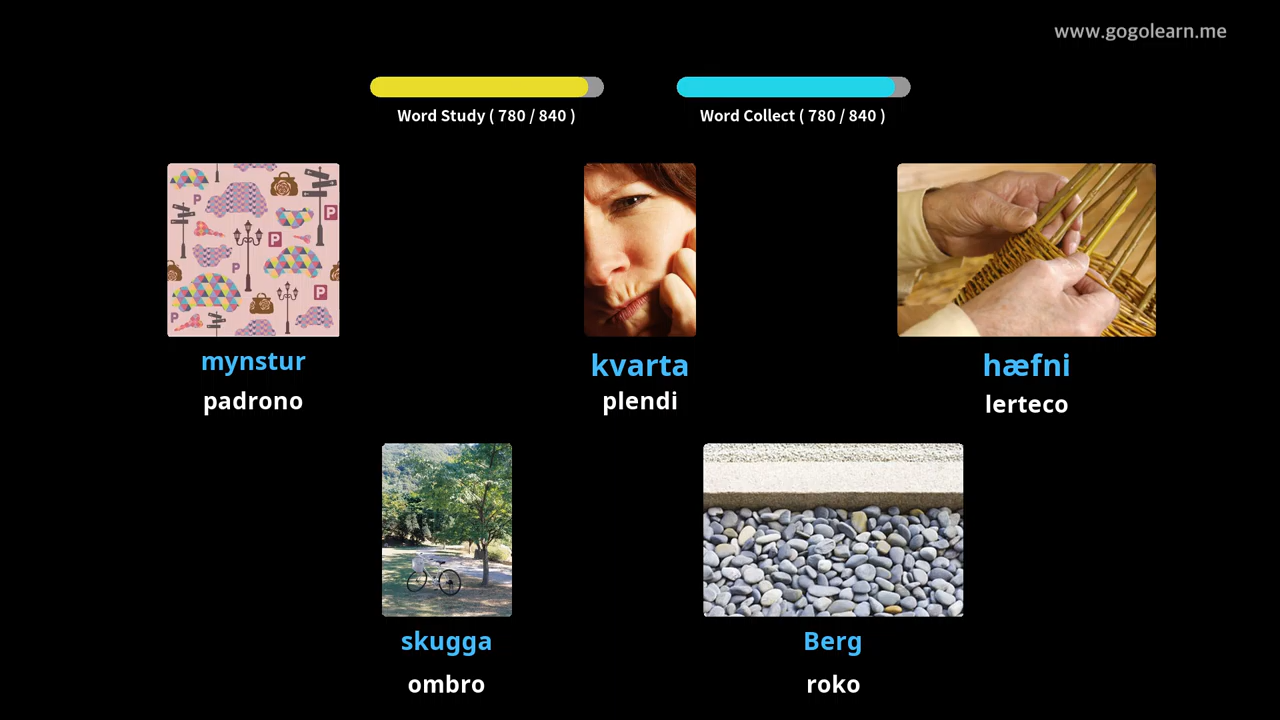 www.gogolearn.me
Word Study ( 780 / 840 )
Word Collect ( 780 / 840 )
P
P
P
P
P
P
mynstur
padrono
kvarta
plendi
hæfni
lerteco
skugga
ombro
Berg
roko